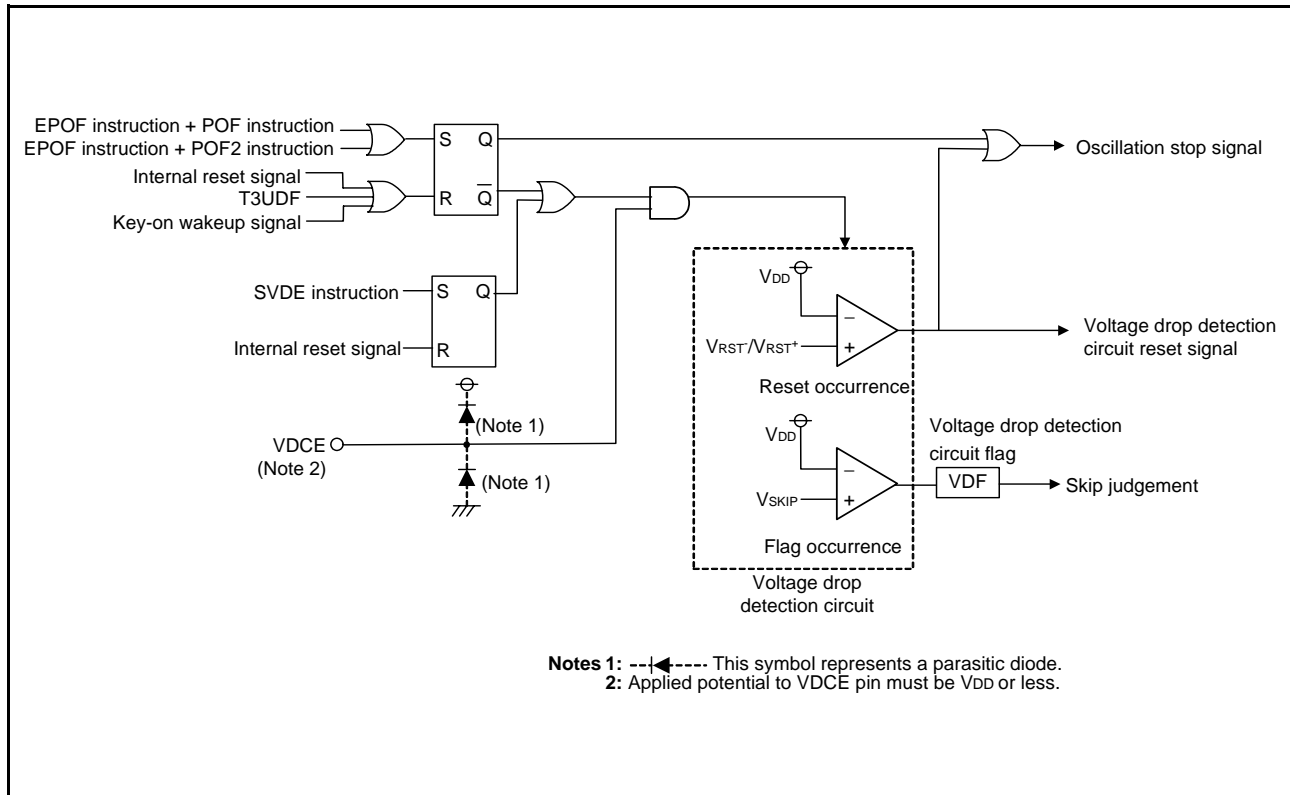 EPOF instruction + POF instruction
EPOF instruction + POF2 instruction
S Q
Oscillation stop signal
Internal reset signal
T3UDF
Key-on wakeup signal
R Q
SVDE instruction
S Q
Internal reset signal
R
VDD
−
VRST-/VRST+
+
Reset occurrence
Voltage drop detection
circuit reset signal
(Note 1)
VDCE
(Note 2)
(Note 1)
VDD
−
VSKIP
+
Flag occurrence
Voltage drop detection
circuit flag
VDF
Skip judgement
Voltage drop
detection circuit
Notes 1: This symbol represents a parasitic diode.
2: Applied potential to VDCE pin must be VDD or less.